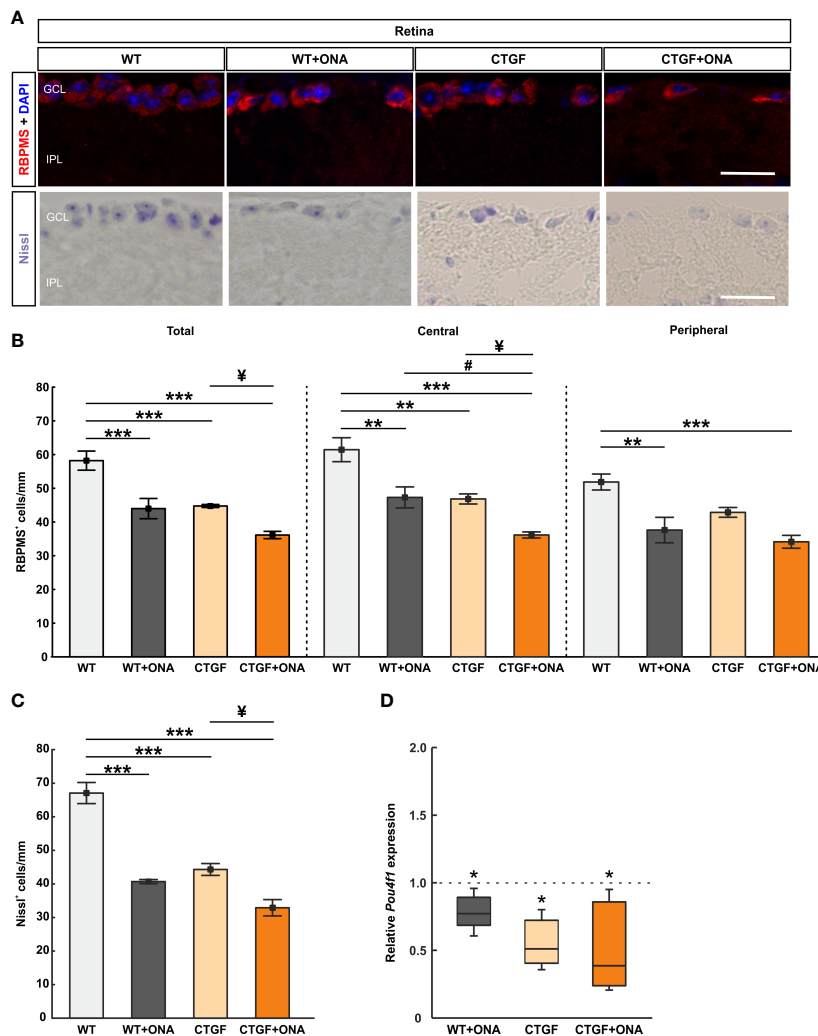 A
Retina
WT WT+ONA CTGF CTGF+ONA
RBPMS + DAPI
GCL
IPL
Nissl
GCL
IPL
B
Total Central Peripheral
RBPMS+ cells/mm
80
70
60
50
40
30
20
10
0
*** *** *** ¥
** ** *** # ¥
** ***
WT WT+ONA CTGF CTGF+ONA WT WT+ONA CTGF CTGF+ONA WT WT+ONA CTGF CTGF+ONA
C
Nissl+ cells/mm
80
70
60
50
40
30
20
10
0
*** *** *** ¥
WT WT+ONA CTGF CTGF+ONA
D
Relative Pou4f1 expression
2.0
1.5
1.0
0.5
0
* * *
WT+ONA CTGF CTGF+ONA